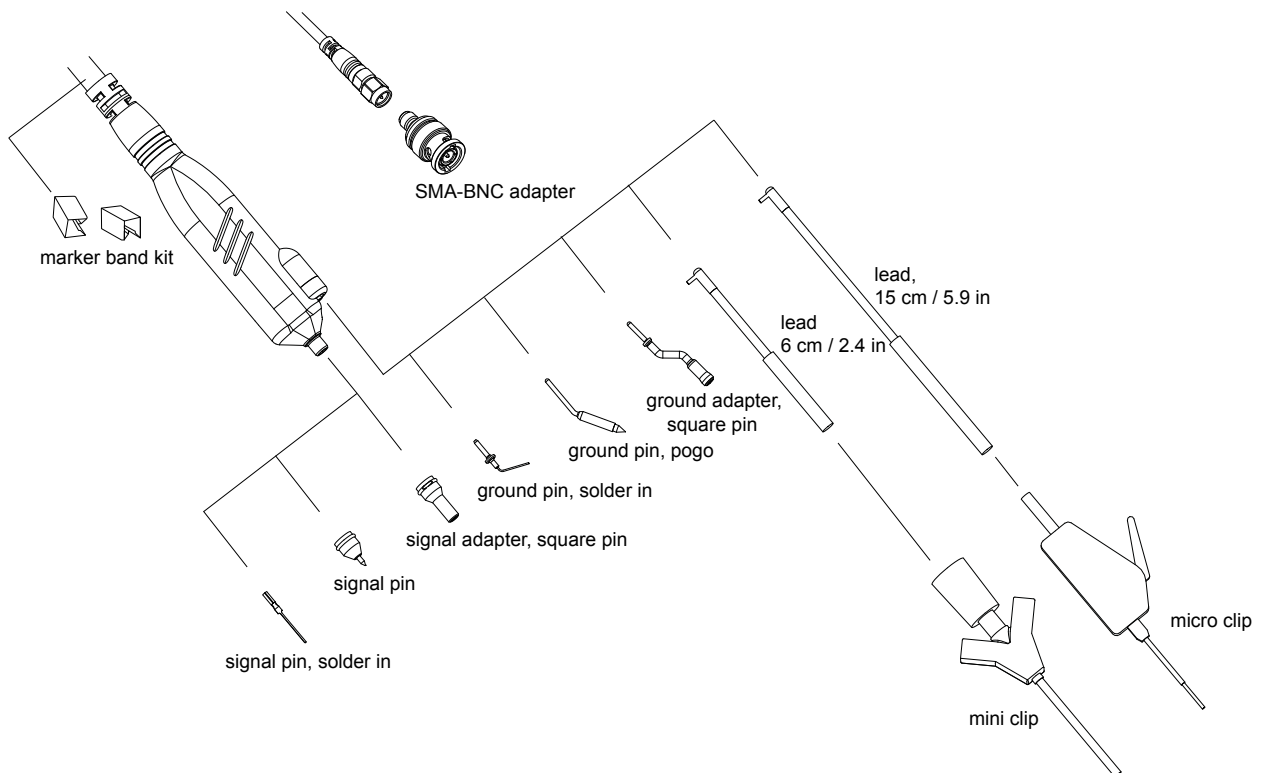 SMA-BNC adapter
marker band kit
lead,
15 cm / 5.9 in
lead
6 cm / 2.4 in
ground adapter,
square pin
ground pin, pogo
ground pin, solder in
signal adapter, square pin
signal pin
signal pin, solder in
micro clip
mini clip